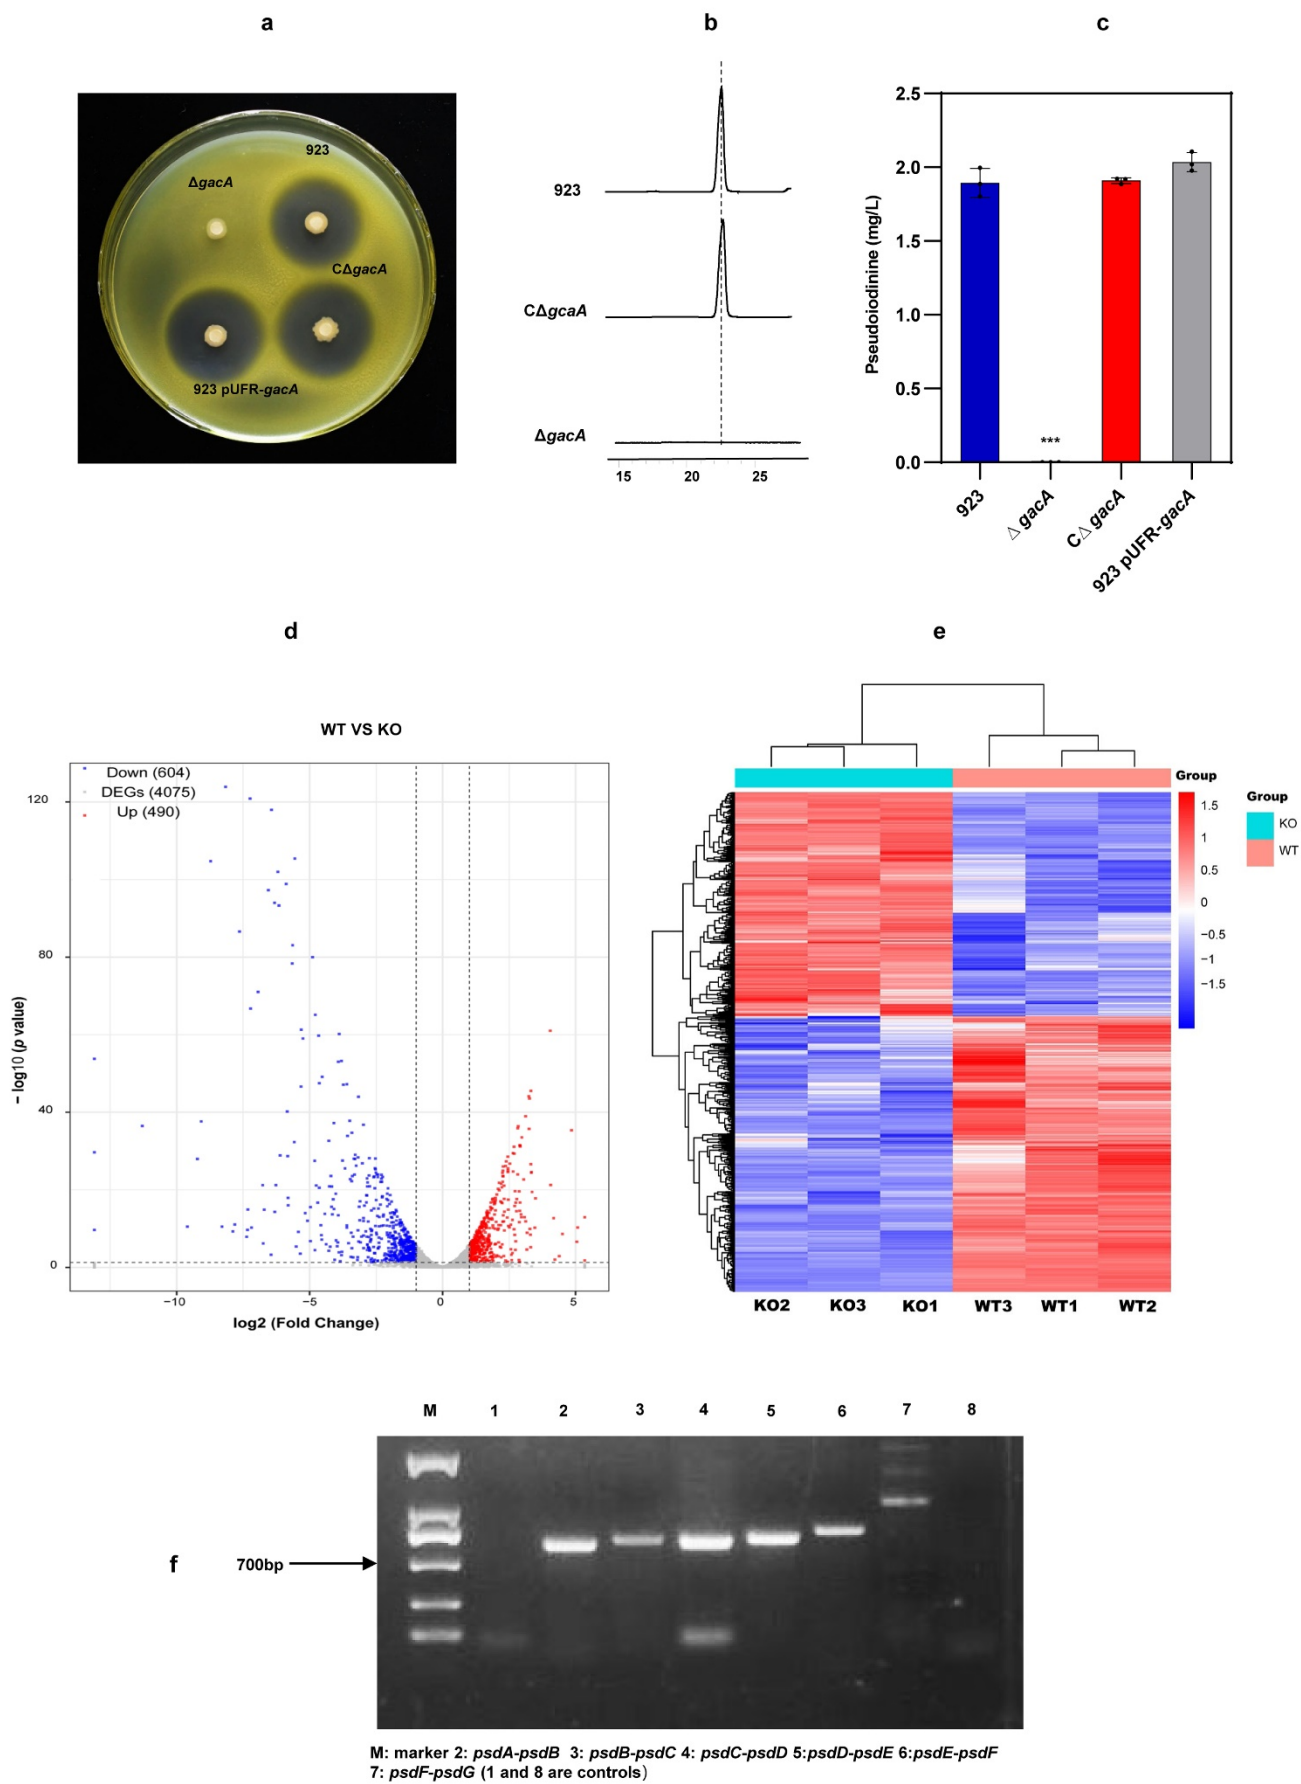 a
b
c
923
ΔgacA
CΔgacA
923 pUFR-gacA
923
CΔgcaA
ΔgacA
15 20 25
Pseudoiodinine (mg/L)
2.5
2.0
1.5
1.0
0.5
0.0
***
923
Δ gacA
CΔ gacA
923 pUFR-gacA
d
e
WT VS KO
Down (604)
DEGs (4075)
Up (490)
120
80
40
0
− log10 (p value)
−10 −5 0 5
log2 (Fold Change)
Group
1.5
1
0.5
0
−0.5
−1
−1.5
Group
KO
WT
KO2 KO3 KO1 WT3 WT1 WT2
M 1 2 3 4 5 6 7 8
f
700bp
M: marker 2: psdA-psdB 3: psdB-psdC 4: psdC-psdD 5:psdD-psdE 6:psdE-psdF
7: psdF-psdG (1 and 8 are controls)